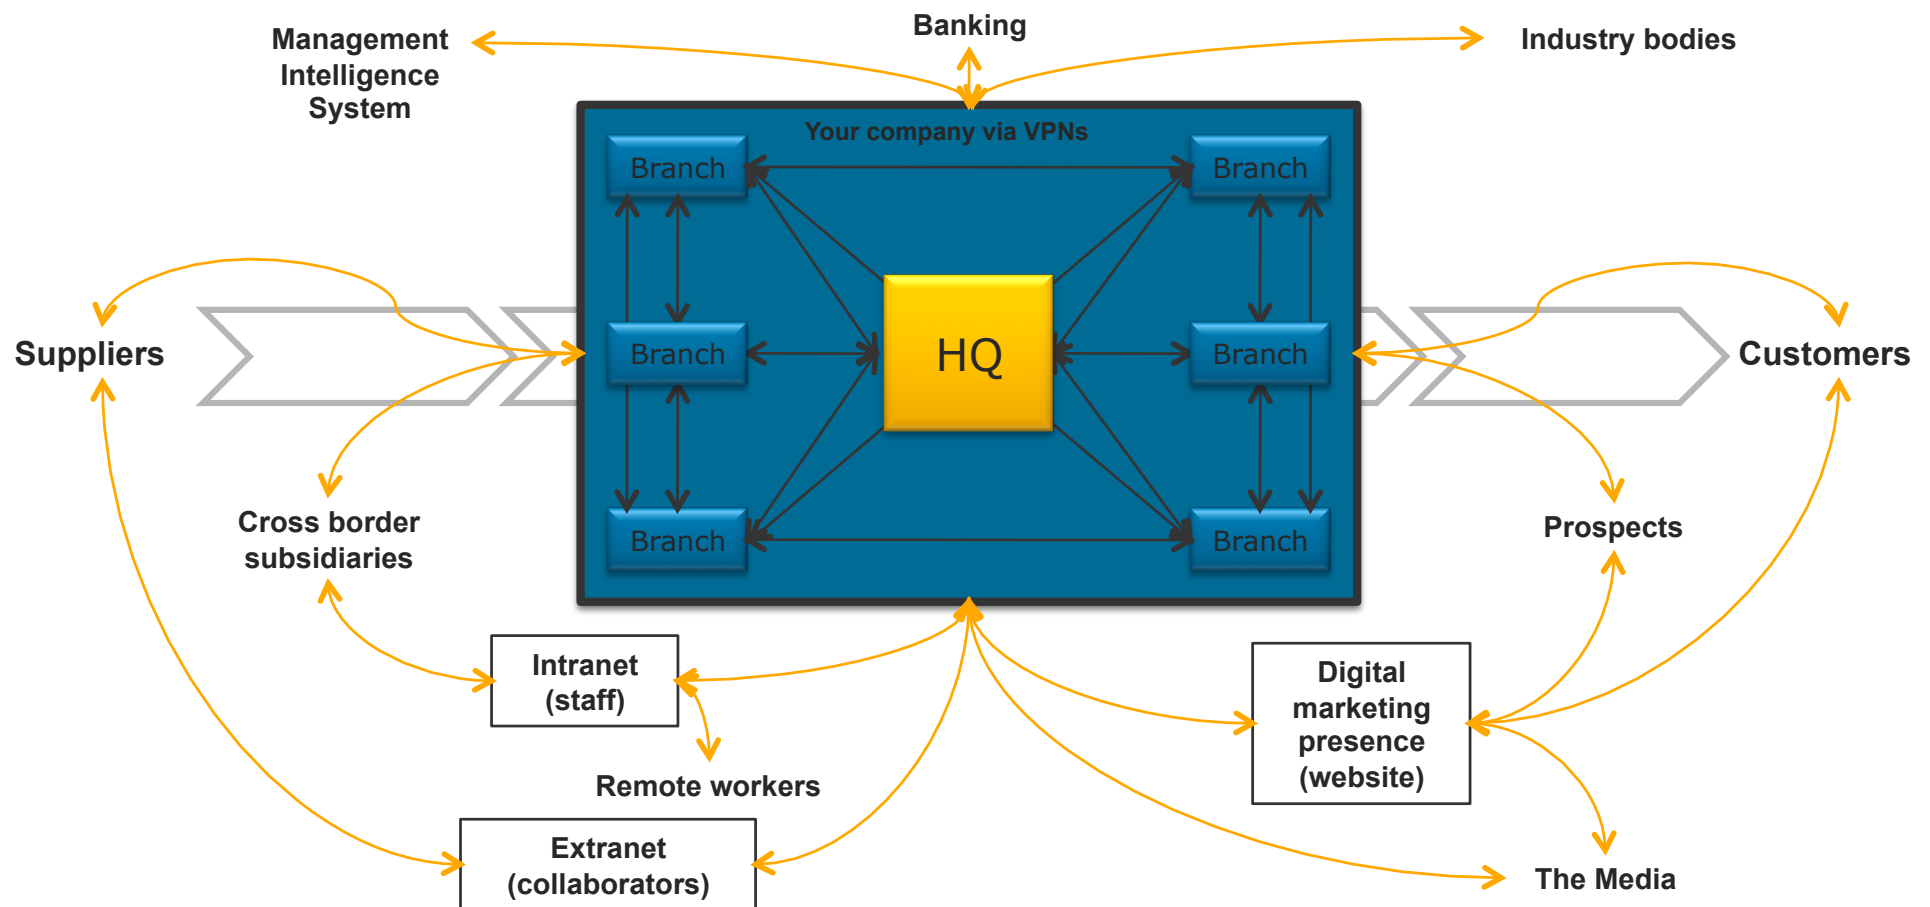 Management
Intelligence
System
Banking
Industry bodies
Your company via VPNs
Branch
Branch
Suppliers
Branch
HQ
Branch
Customers
Cross border
subsidiaries
Branch
Branch
Prospects
Intranet
(staff)
Digital
marketing
presence
(website)
Remote workers
Extranet
(collaborators)
The Media